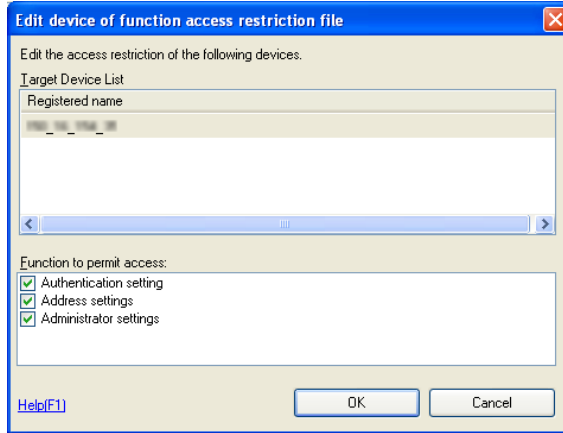 Edit device of function access restriction file
Edit the access restriction of the following devices.
Target Device List
Registered name
Function to permit access:
Authentication setting
Address settings
Administrator settings
Help(F1)
OK
Cancel